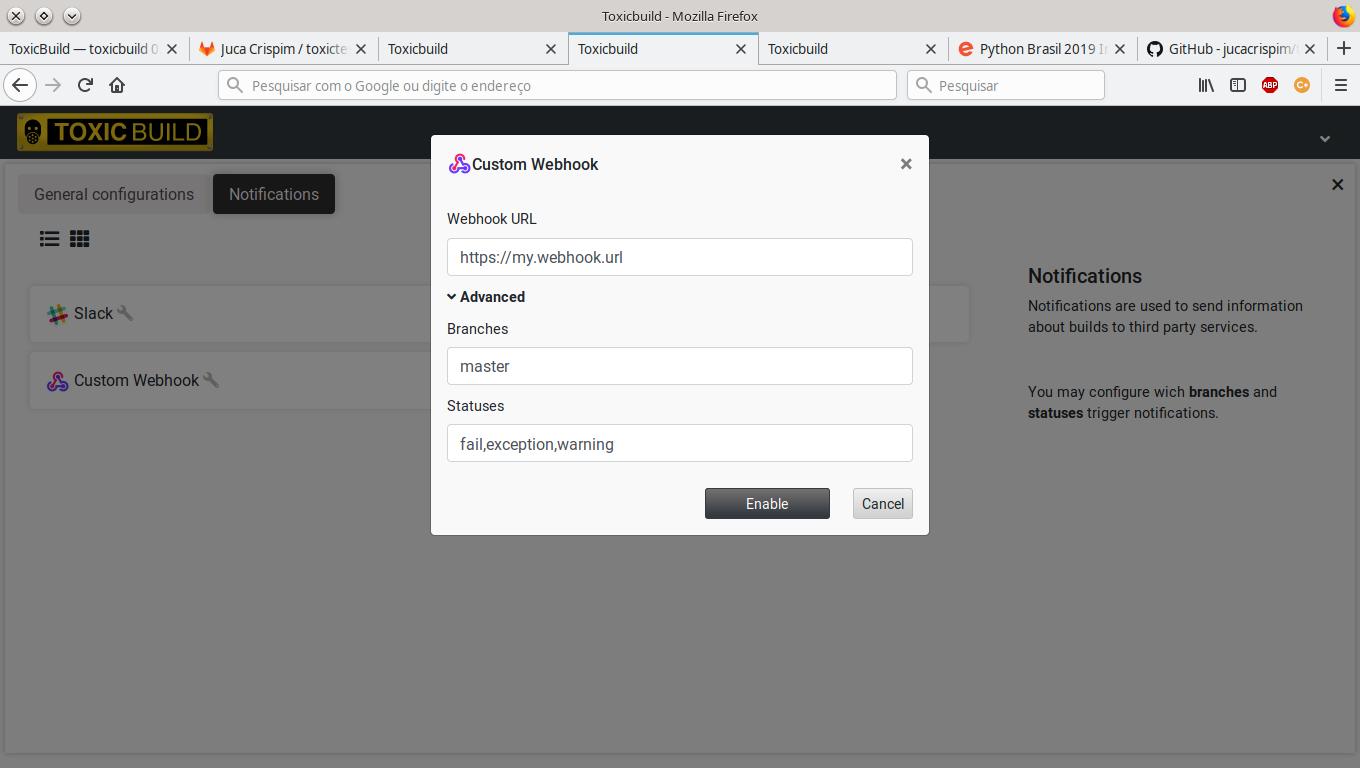 Toxicbuild - Mozilla Firefox
ToxicBuild — toxicbuild 0
Juca Crispim / toxicte
Toxicbuild
Toxicbuild
Toxicbuild
Python Brasil 2019
GitHub - jucacrispim/
Pesquisar com o Google ou digite o endereço
Pesquisar
ABP
C+
TOXIC BUILD
General configurations
Notifications
Slack
Custom Webhook
Custom Webhook
Webhook URL
https://my.webhook.url
Advanced
Branches
master
Statuses
fail,exception,warning
Enable
Cancel
Notifications
Notifications are used to send information
about builds to third party services.
You may configure wich branches and
statuses trigger notifications.